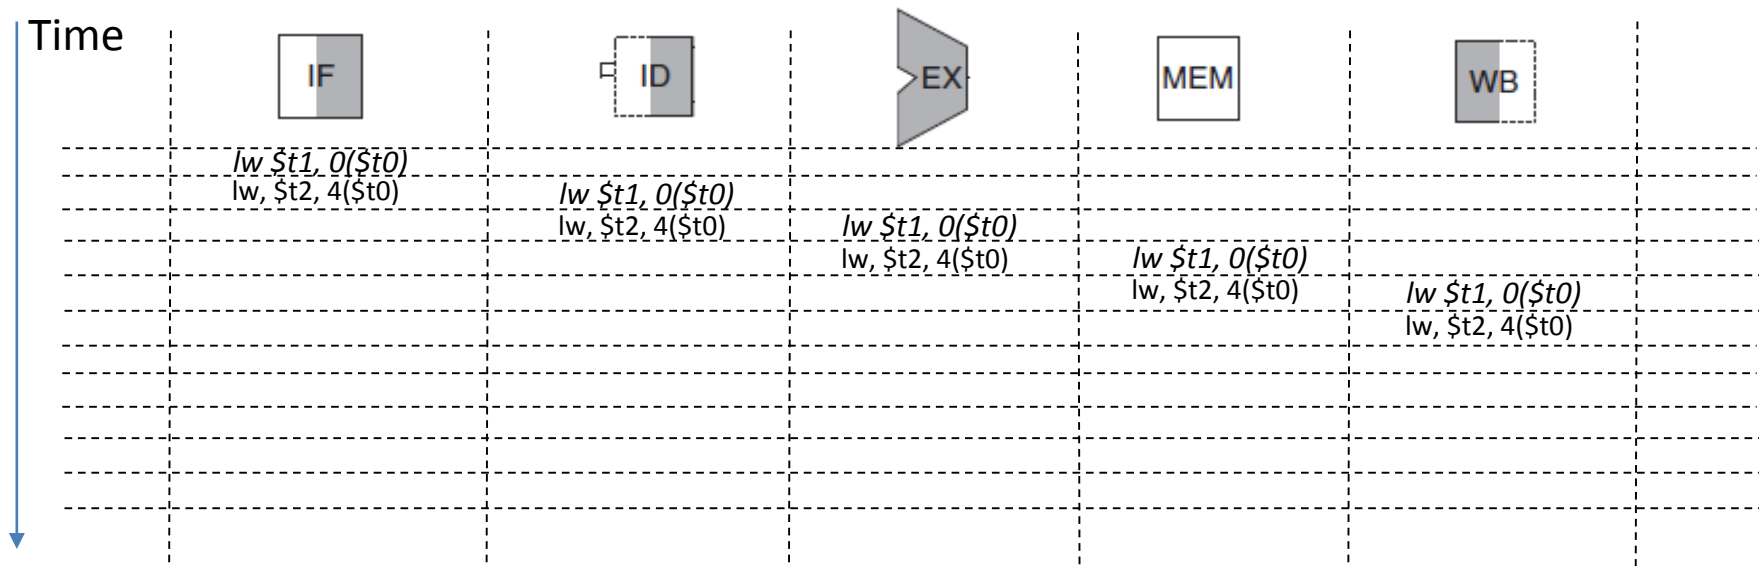 Time
IF
ID
EX
MEM
WB
lw $t1, 0($t0)
lw, $t2, 4($t0)
lw $t1, 0($t0)
lw, $t2, 4($t0)
lw $t1, 0($t0)
lw, $t2, 4($t0)
lw $t1, 0($t0)
lw, $t2, 4($t0)
lw $t1, 0($t0)
lw, $t2, 4($t0)